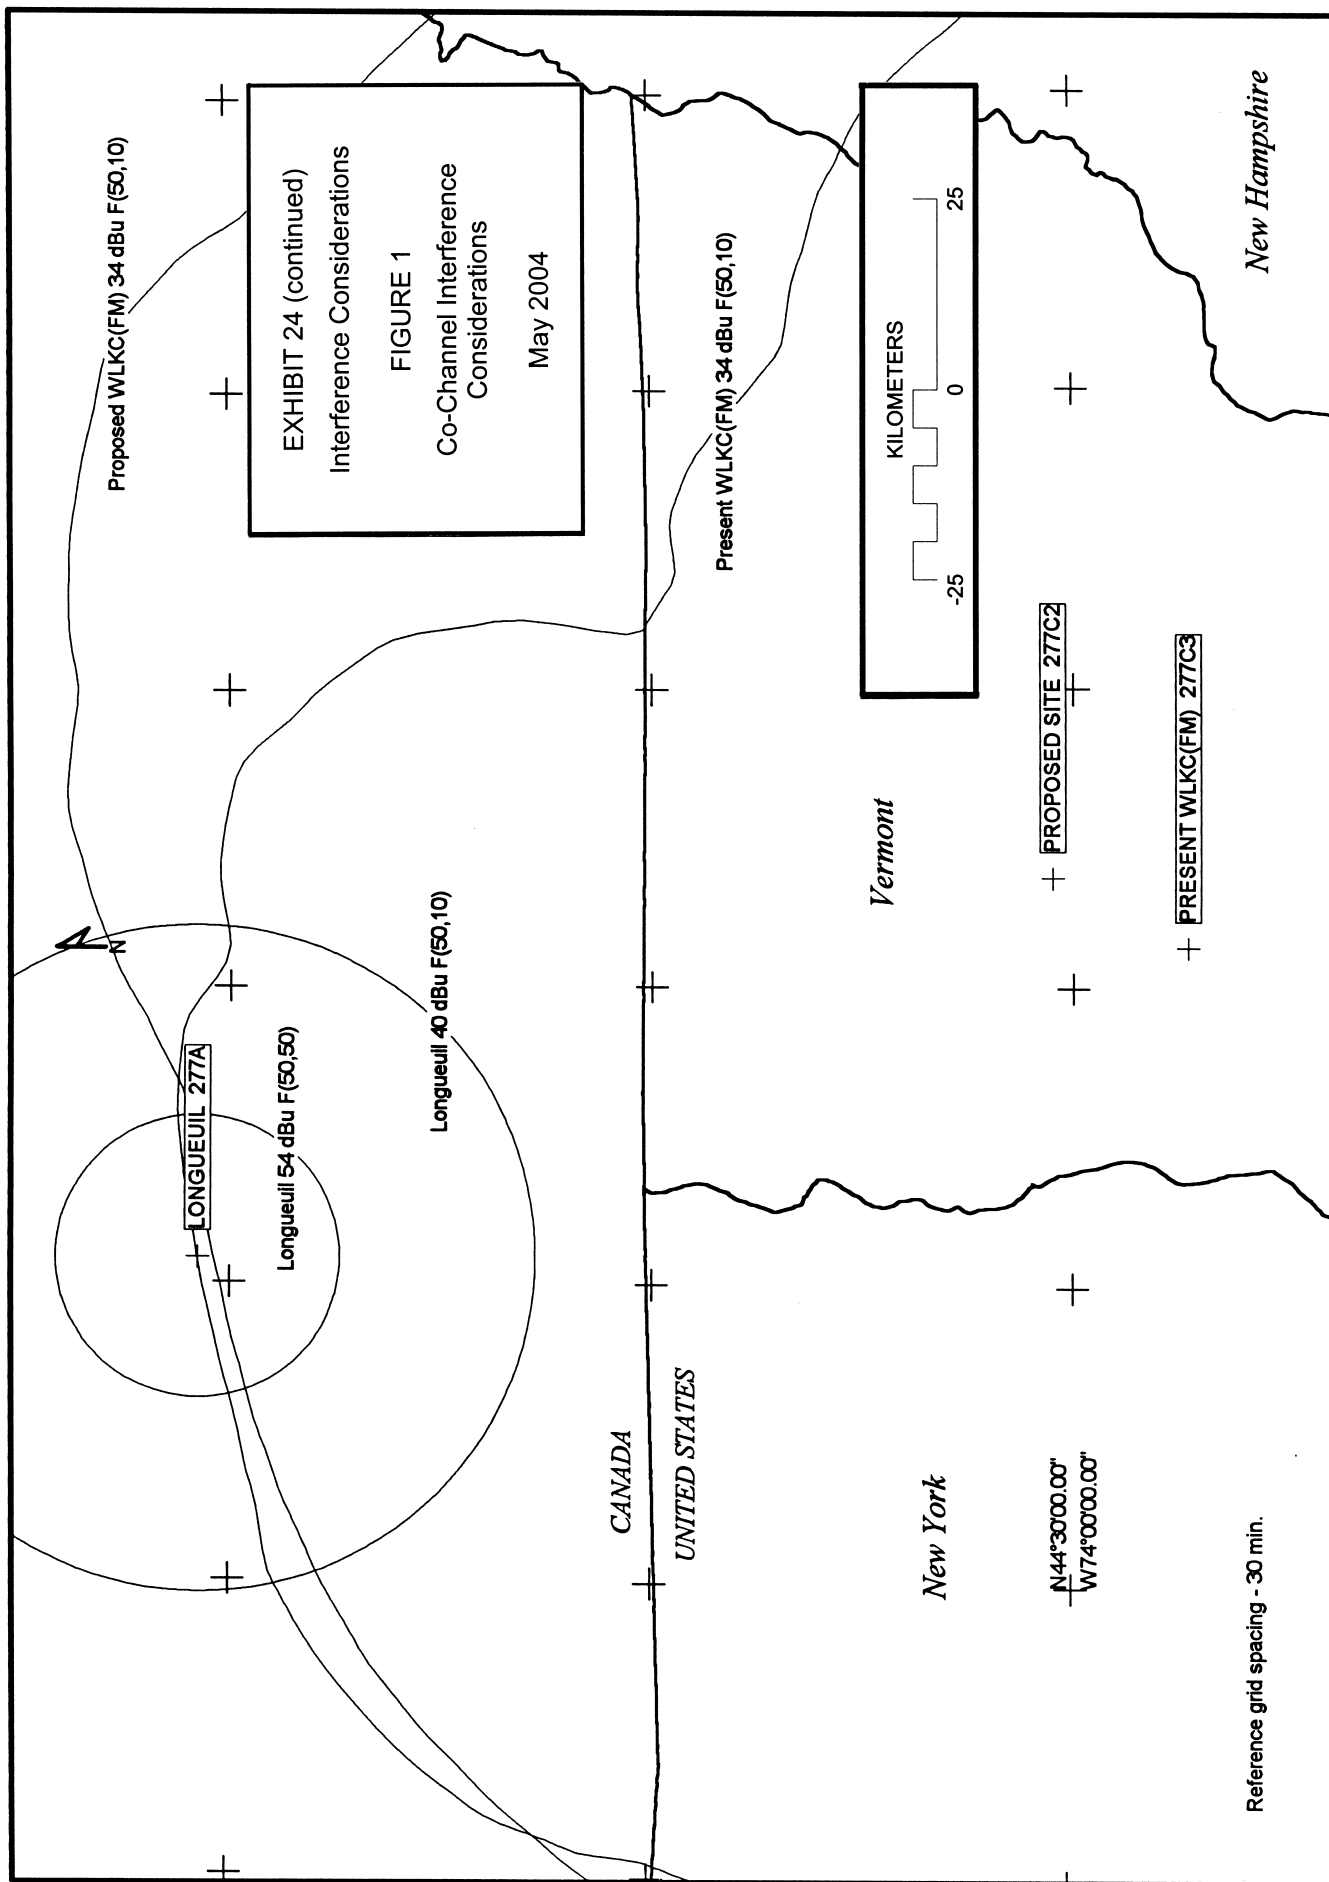 Proposed WLKC(FM) 34 dBu F(50,10)
N
LONGUEUIL 277A
Longueuil 54 dBu F(50,50)
Longueuil 40 dBu F(50,10)
EXHIBIT 24 (continued)
Interference Considerations
FIGURE 1
Co-Channel Interference
Considerations
May 2004
CANADA
UNITED STATES
Present WLKC(FM) 34 dBu F(50,10)
New York
Vermont
KILOMETERS
-25
0
25
N44°30'00.00"
W74°00'00.00"
PROPOSED SITE 277C2
PRESENT WLKC(FM) 277C3
New Hampshire
Reference grid spacing - 30 min.